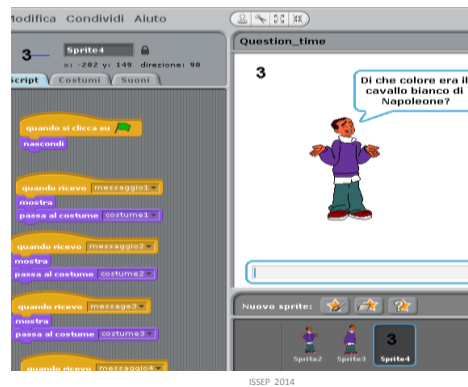 Modifica Condividi Aiuto
3
Sprite4
x: -202 y: 149 direzione: 90
Script Costumi Suoni
quando si clicca su
nascondi
quando ricevo messaggio1
mostra
passa al costume costume1
quando ricevo messaggio2
mostra
passa al costume costume2
quando ricevo message3
mostra
passa al costume costume3
quando ricevo messaggio4
Question_time
3
Di che colore era il
cavallo bianco di
Napoleone?
Nuovo sprite:
Sprite2 Sprite3 Sprite4
3
ISSEP 2014